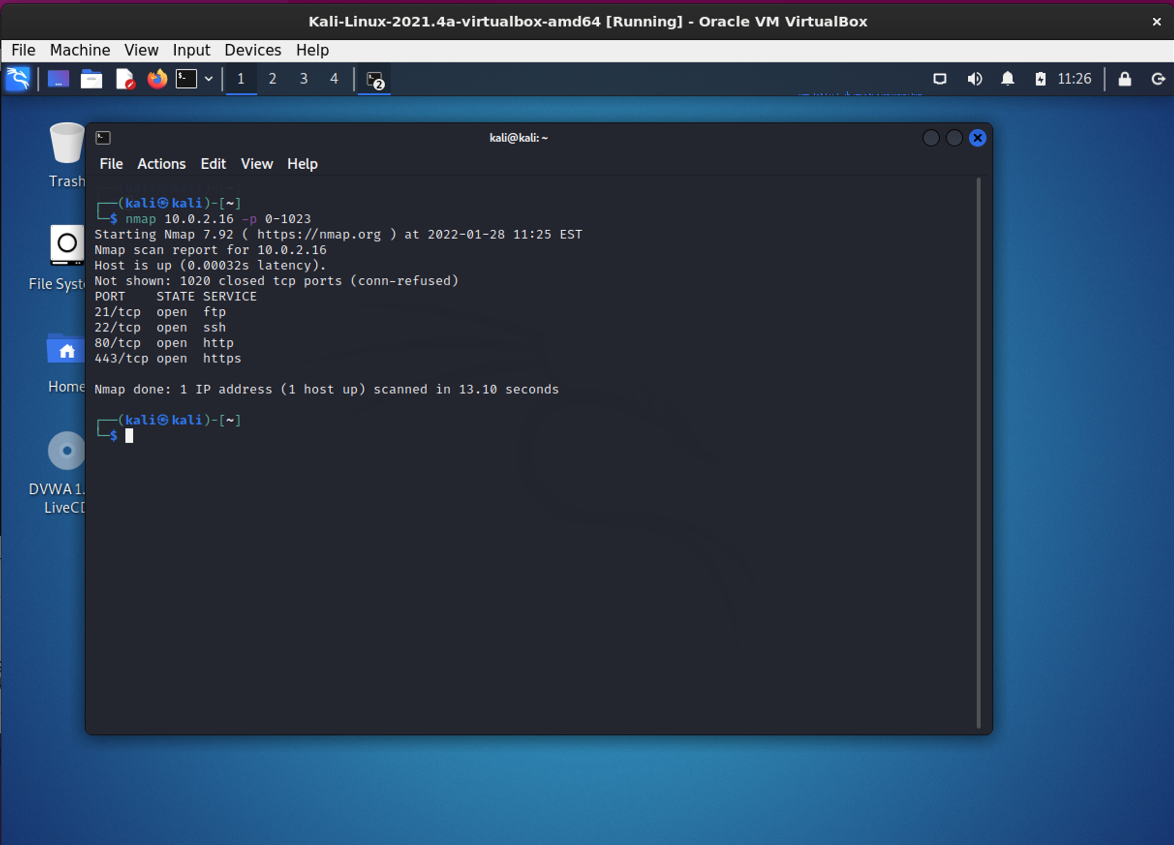 Kali-Linux-2021.4a-virtualbox-amd64 [Running] - Oracle VM VirtualBox
File Machine View Input Devices Help
1 2 3 4 2 11:26
kali@kali: ~
File Actions Edit View Help
Trash
File Syste
Home
DVWA 1.
LiveCD
┌──(kali㉿kali)-[~]
└─$ nmap 10.0.2.16 -p 0-1023
Starting Nmap 7.92 ( https://nmap.org ) at 2022-01-28 11:25 EST
Nmap scan report for 10.0.2.16
Host is up (0.00032s latency).
Not shown: 1020 closed tcp ports (conn-refused)
PORT    STATE SERVICE
21/tcp  open  ftp
22/tcp  open  ssh
80/tcp  open  http
443/tcp open  https
Nmap done: 1 IP address (1 host up) scanned in 13.10 seconds
┌──(kali㉿kali)-[~]
└─$